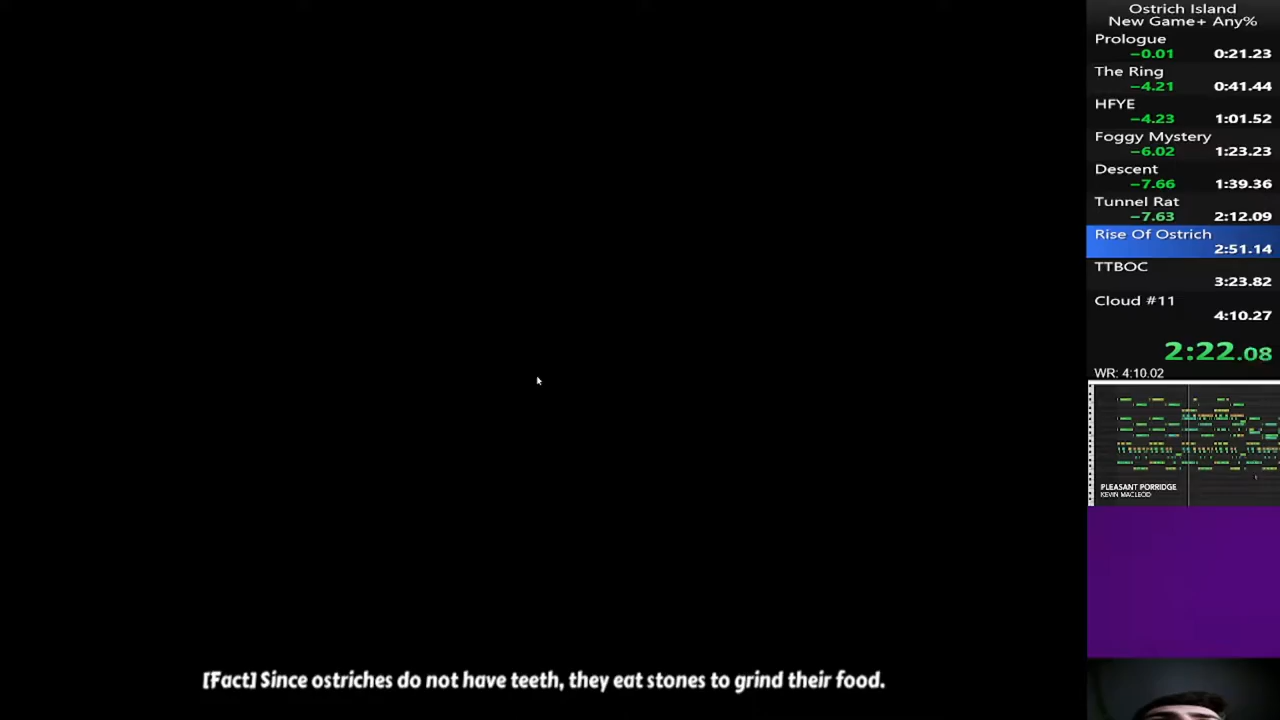 Ostrich Island
New Game+ Any%
Prologue
−0.01 0:21.23
The Ring
−4.21 0:41.44
HFYE
−4.23 1:01.52
Foggy Mystery
−6.02 1:23.23
Descent
−7.66 1:39.36
Tunnel Rat
−7.63 2:12.09
Rise Of Ostrich
2:51.14
TTBOC
3:23.82
Cloud #11
4:10.27
2:22.08
WR: 4:10.02
PLEASANT PORRIDGE
KEVIN MACLEOD
[Fact] Since ostriches do not have teeth, they eat stones to grind their food.